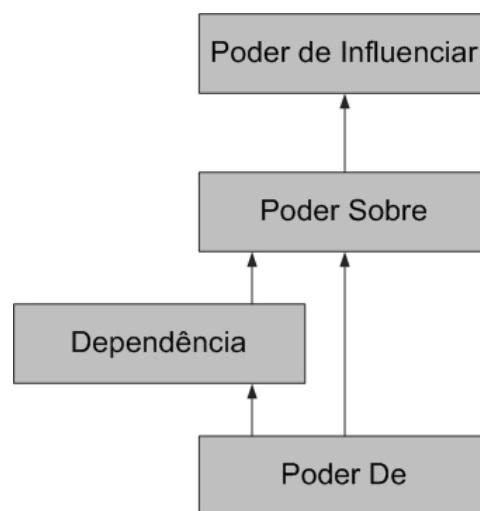 Poder de Influenciar
Poder Sobre
Dependência
Poder De